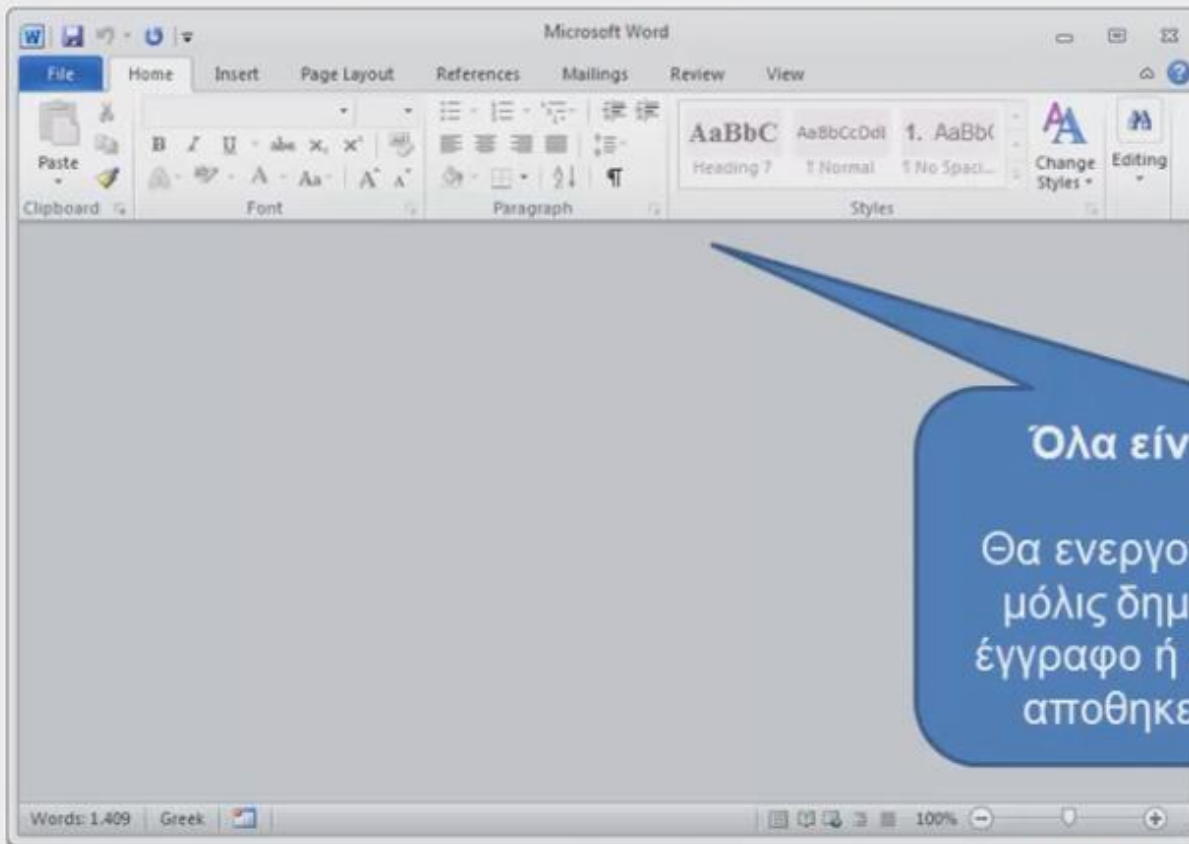 Microsoft Word
File Home Insert Page Layout References Mailings Review View
AaBbC AaBbCcDdI 1. AaBb(
Paste Heading 7 ¶ Normal ¶ No Spaci... Change Styles Editing
Clipboard Font Paragraph Styles
Όλα είν
Θα ενεργο
μόλις δημ
έγγραφο ή
αποθηκε
Words: 1.409 Greek 100%